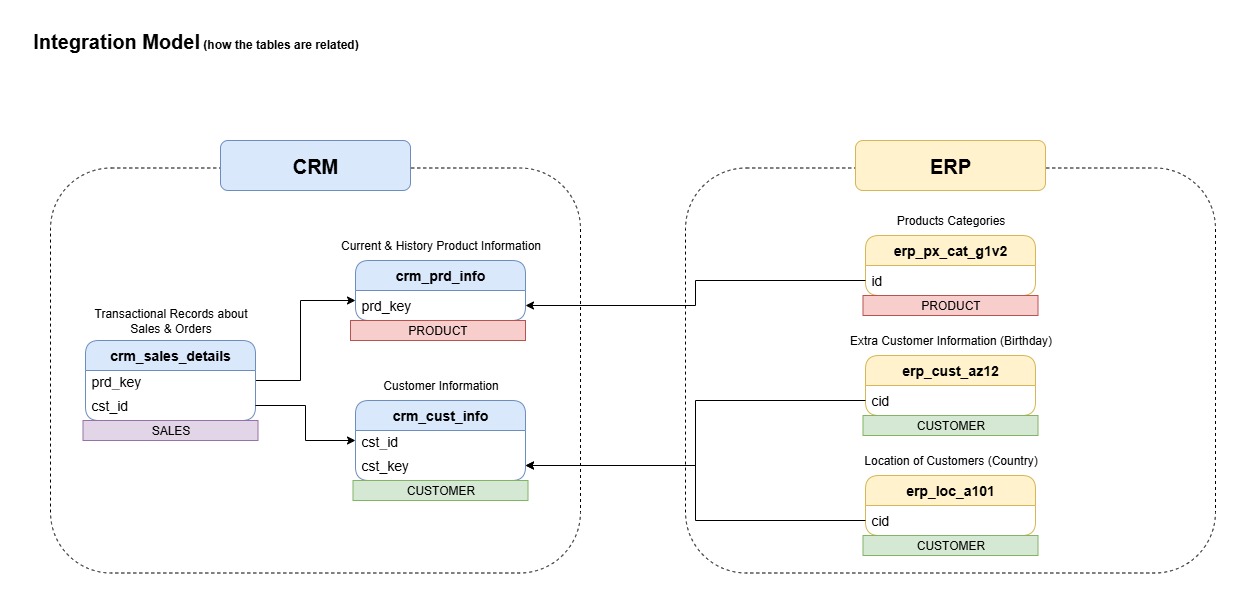 Integration Model (how the tables are related)
CRM
Current & History Product Information
crm_prd_info
prd_key
PRODUCT
Transactional Records about
Sales & Orders
crm_sales_details
prd_key
cst_id
SALES
Customer Information
crm_cust_info
cst_id
cst_key
CUSTOMER
ERP
Products Categories
erp_px_cat_g1v2
id
PRODUCT
Extra Customer Information (Birthday)
erp_cust_az12
cid
CUSTOMER
Location of Customers (Country)
erp_loc_a101
cid
CUSTOMER